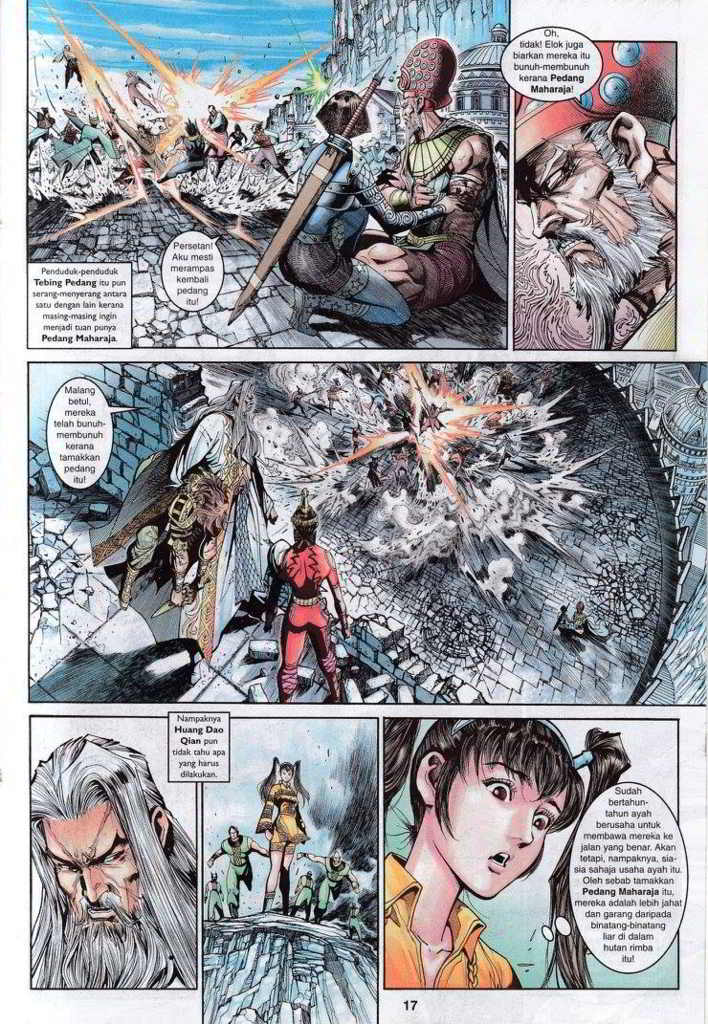 Penduduk-penduduk
Tebing Pedang itu pun
serang-menyerang antara
satu dengan lain kerana
masing-masing ingin
menjadi tuan punya
Pedang Maharaja.
Persetan!
Aku mesti
merampas
kembali
pedang
itu!
Oh,
tidak! Elok juga
biarkan mereka itu
bunuh-membunuh
kerana Pedang
Maharaja!
Malang
betul,
mereka
telah bunuh-
membunuh
kerana
tamakkan
pedang
itu!
Nampaknya
Huang Dao
Qian pun
tidak tahu apa
yang harus
dilakukan.
Sudah
bertahun-
tahun ayah
berusaha untuk
membawa mereka ke
jalan yang benar. Akan
tetapi, nampaknya, sia-
sia sahaja usaha ayah itu.
Oleh sebab tamakkan
Pedang Maharaja itu,
mereka adalah lebih jahat
dan garang daripada
binatang-binatang
liar di dalam
hutan rimba
itu!
17